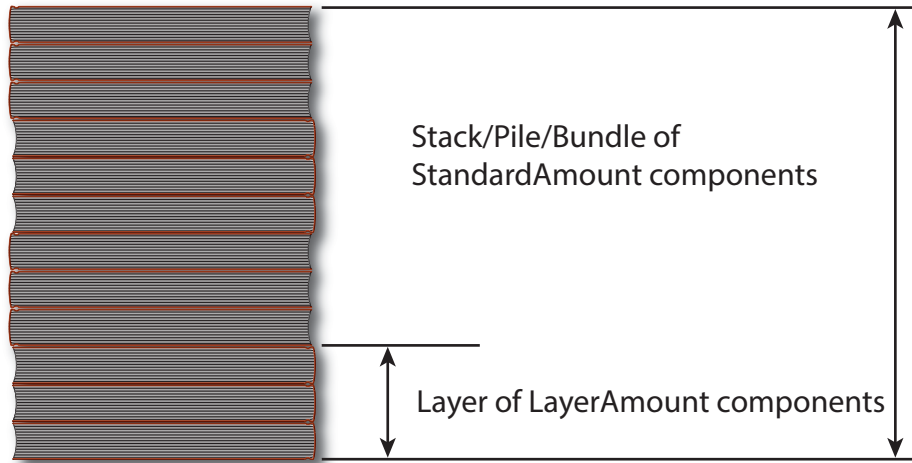 Stack/Pile/Bundle of
StandardAmount components
Layer of LayerAmount components